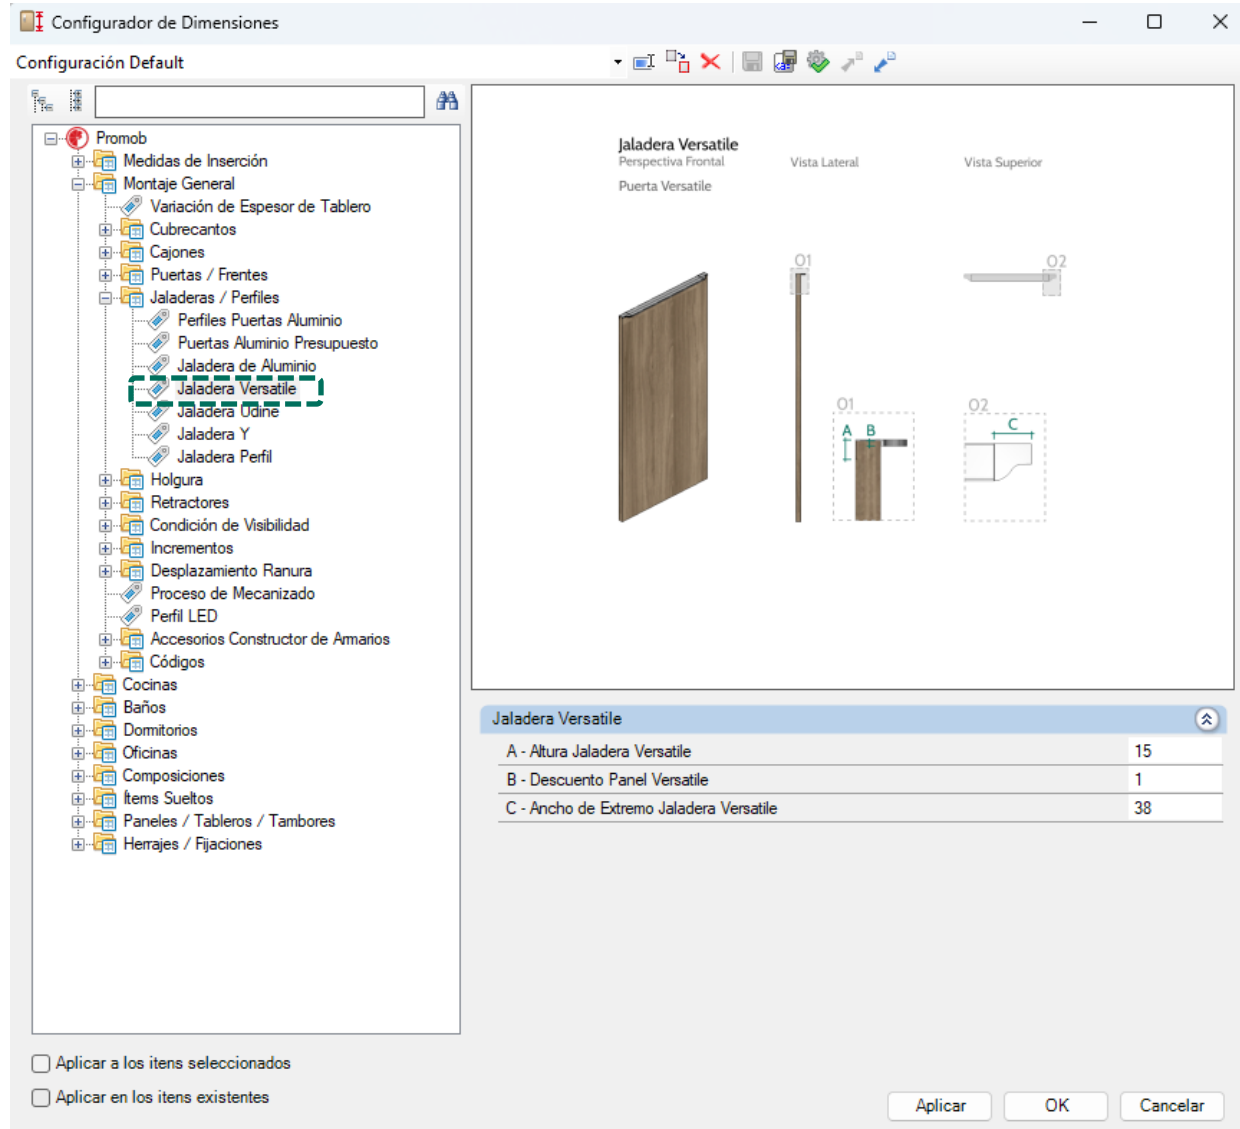 Configurador de Dimensiones
Configuración Default
Promob
Medidas de Inserción
Montaje General
Variación de Espesor de Tablero
Cubrecantos
Cajones
Puertas / Frentes
Jaladeras / Perfiles
Perfiles Puertas Aluminio
Puertas Aluminio Presupuesto
Jaladera de Aluminio
Jaladera Versatile
Jaladera Udine
Jaladera Y
Jaladera Perfil
Holgura
Retractores
Condición de Visibilidad
Incrementos
Desplazamiento Ranura
Proceso de Mecanizado
Perfil LED
Accesorios Constructor de Armarios
Códigos
Cocinas
Baños
Dormitorios
Oficinas
Composiciones
Ítems Sueltos
Paneles / Tableros / Tambores
Herrajes / Fijaciones
Jaladera Versatile
Perspectiva Frontal Vista Lateral Vista Superior
Puerta Versatile
01 02
01 02
A B C
Jaladera Versatile
A - Altura Jaladera Versatile 15
B - Descuento Panel Versatile 1
C - Ancho de Extremo Jaladera Versatile 38
Aplicar a los itens seleccionados
Aplicar en los itens existentes
Aplicar OK Cancelar